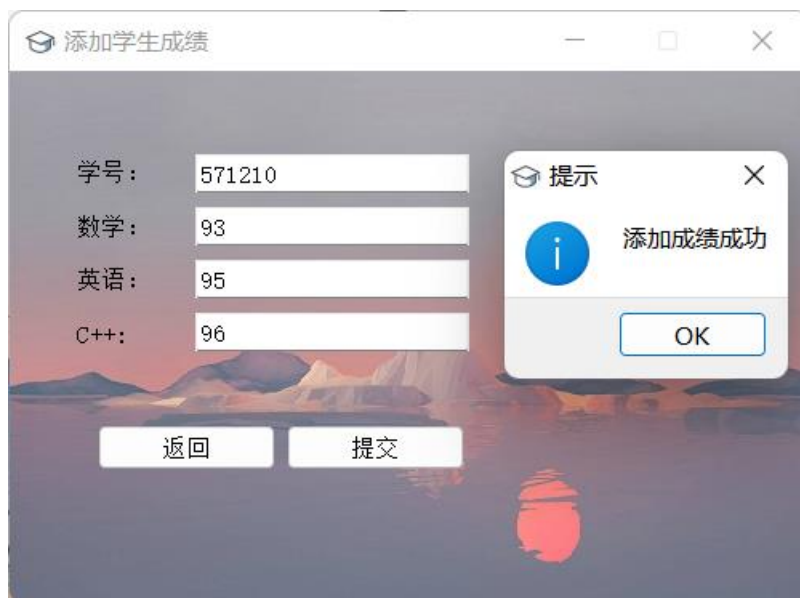 添加学生成绩
学号： 571210
数学： 93
英语： 95
C++: 96
返回 提交
提示
添加成绩成功
OK